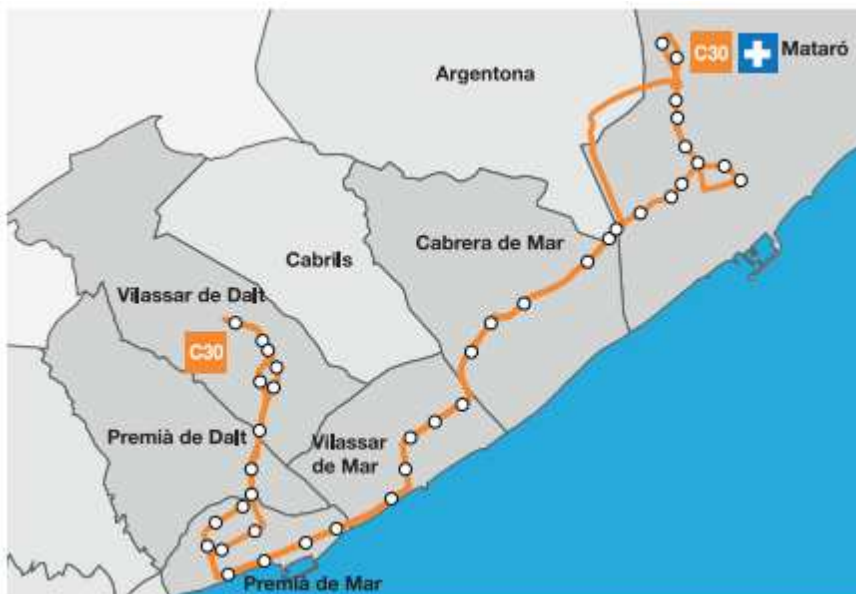 C30
Mataró
Argentona
Cabrera de Mar
Cabrils
Vilassar de Dalt
C30
Premià de Dalt
Vilassar
de Mar
Premià de Mar